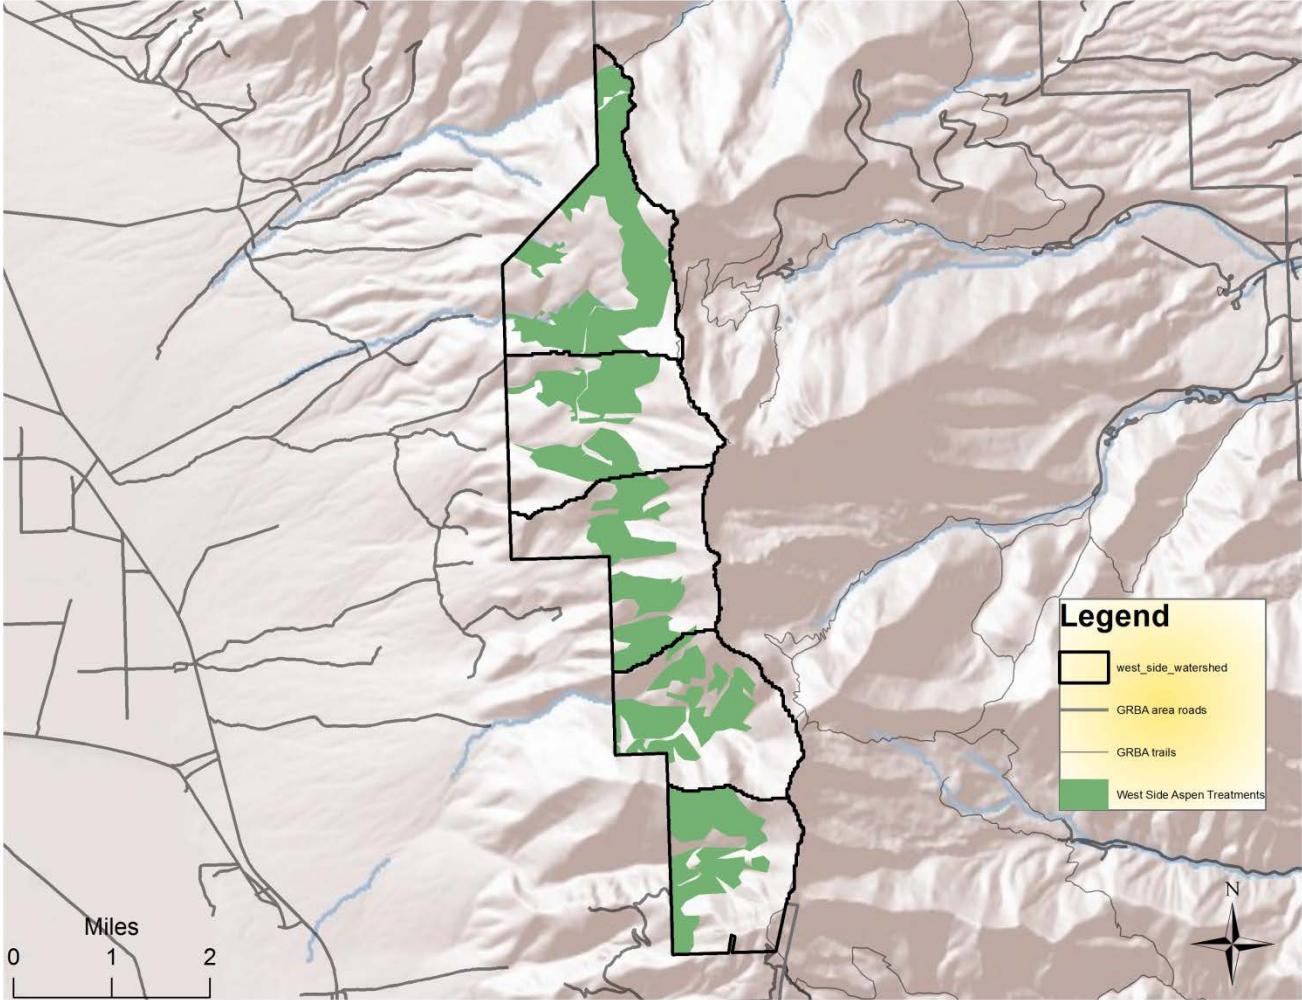 Legend
west_side_watershed
GRBA area roads
GRBA trails
West Side Aspen Treatments
N
Miles
0 1 2